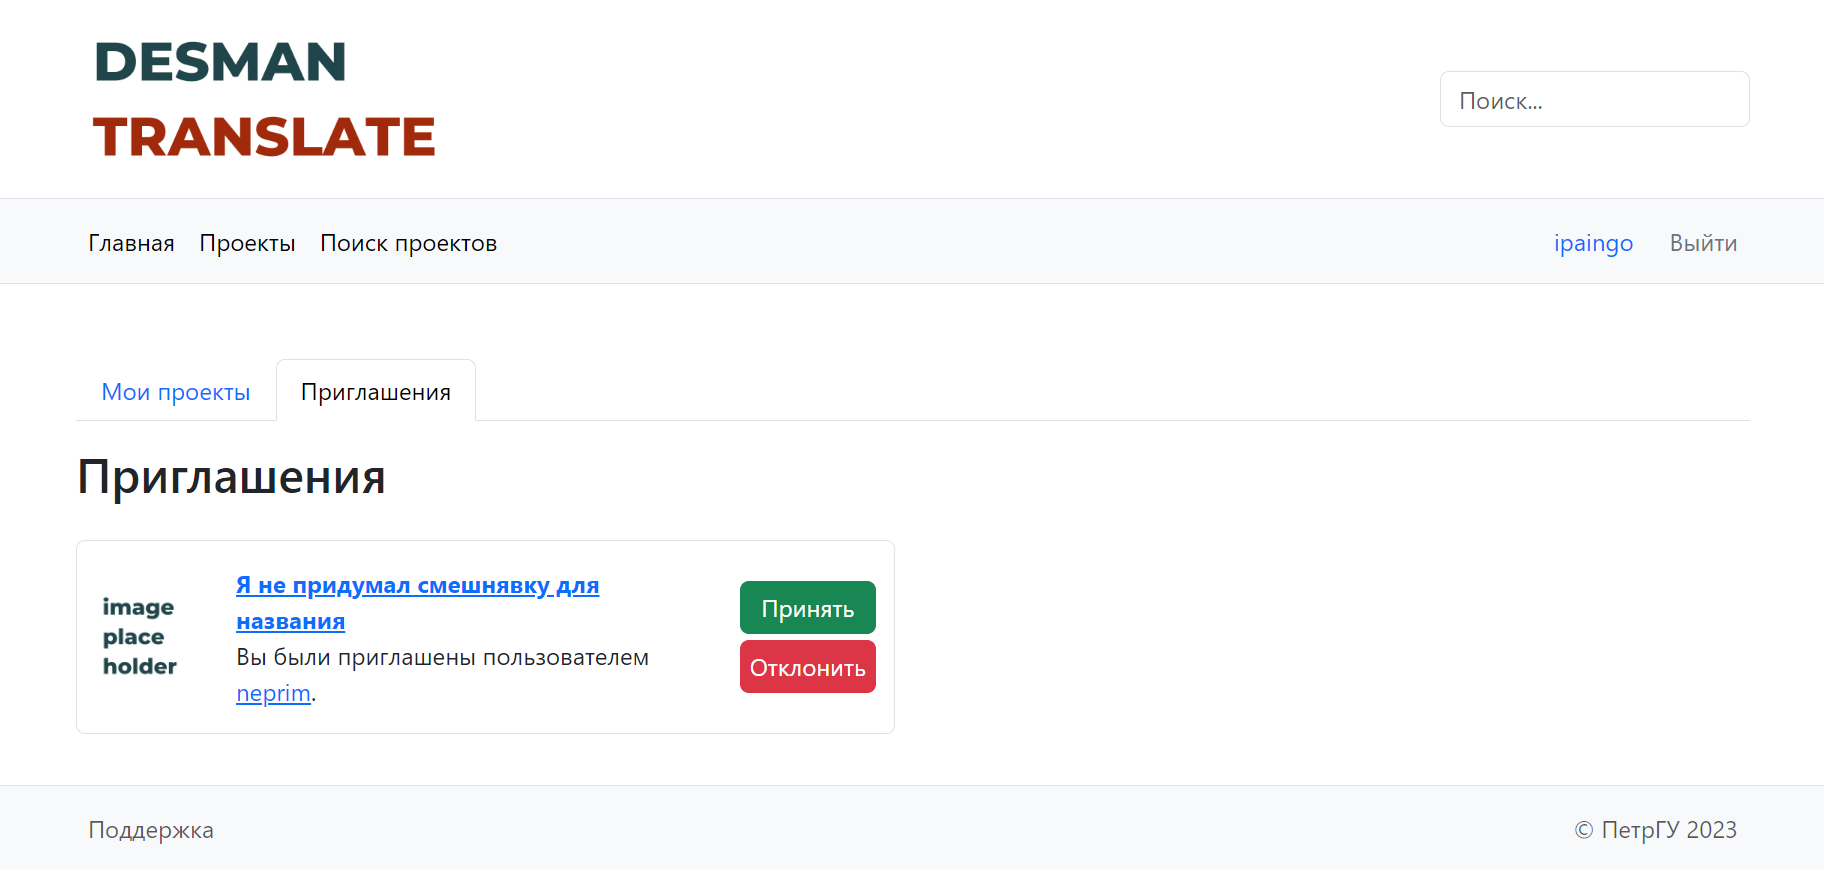 DESMAN
TRANSLATE
Поиск...
Главная Проекты Поиск проектов ipaingo Выйти
Мои проекты Приглашения
Приглашения
image
place
holder
Я не придумал смешнявку для
названия
Вы были приглашены пользователем
neprim.
Принять
Отклонить
Поддержка © ПетрГУ 2023